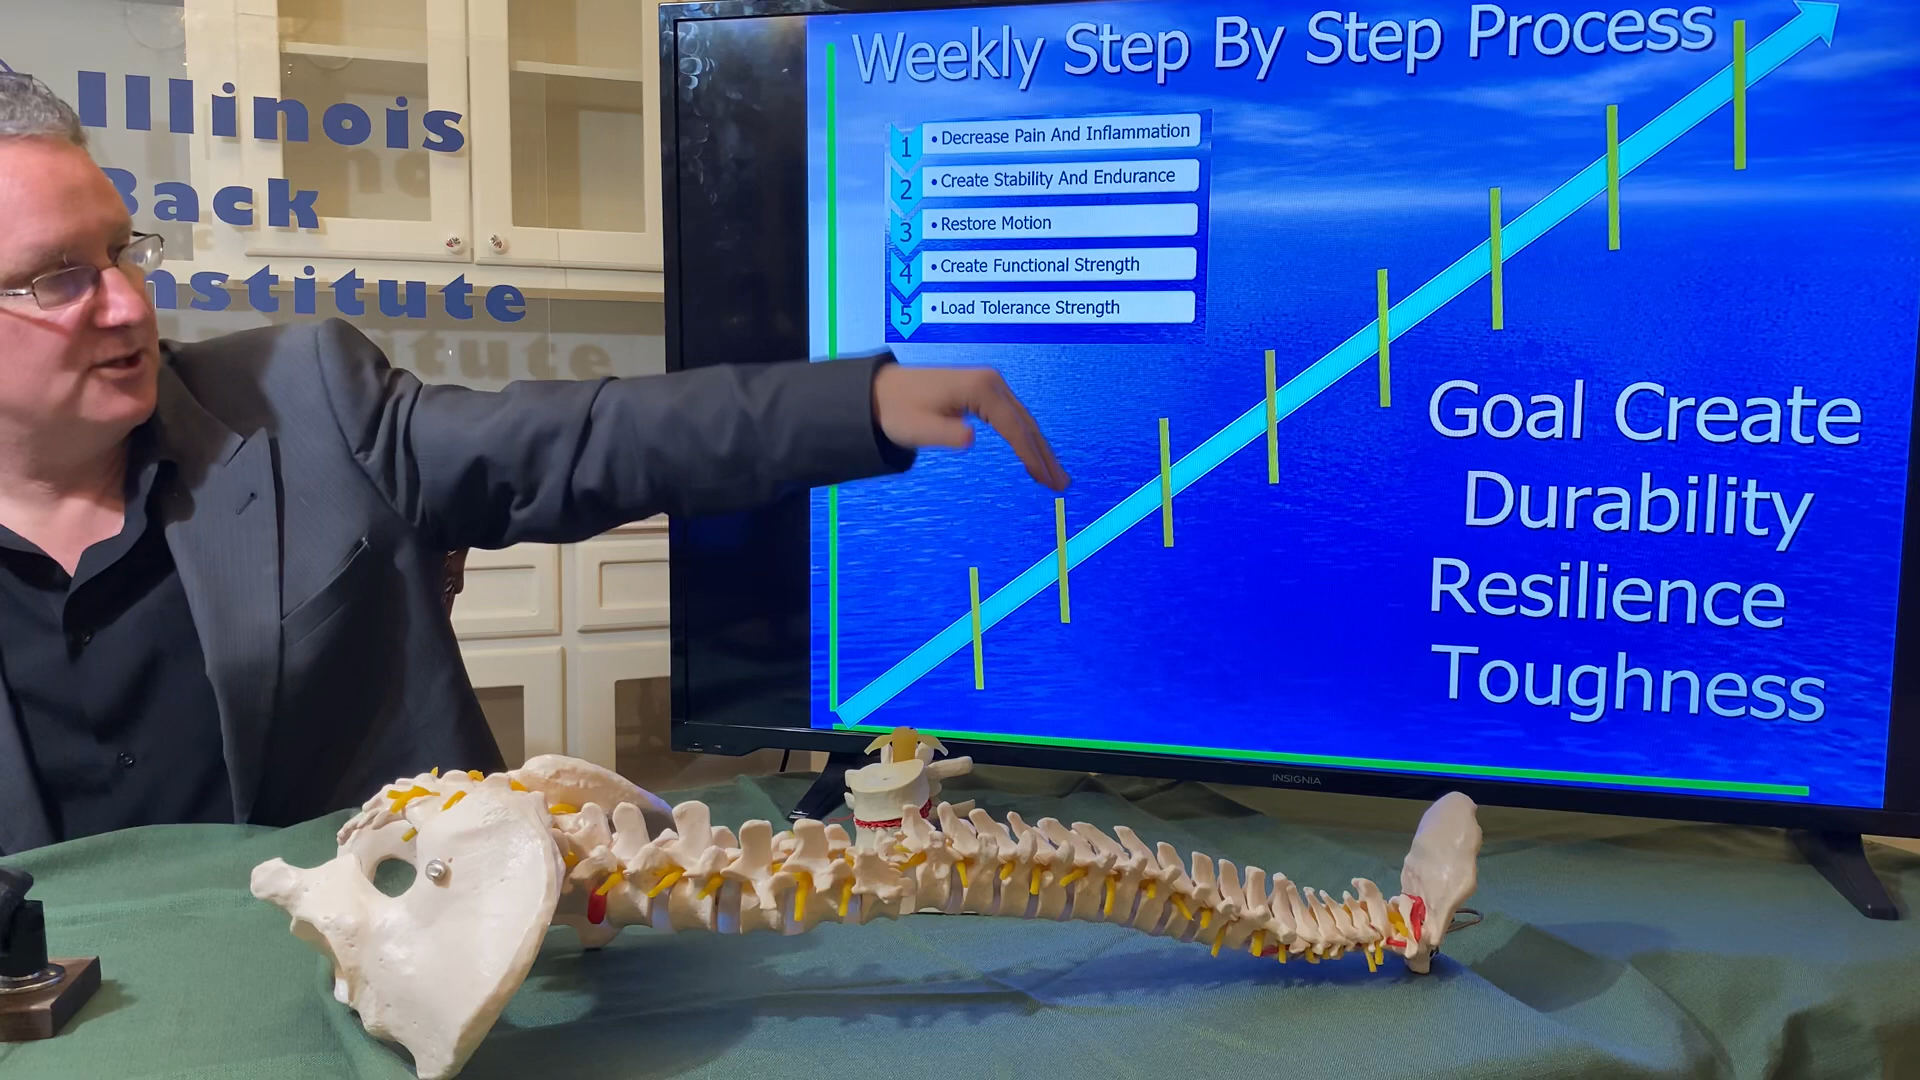 Illinois
Back
Institute
Weekly Step By Step Process
1 • Decrease Pain And Inflammation
2 • Create Stability And Endurance
3 • Restore Motion
4 • Create Functional Strength
5 • Load Tolerance Strength
Goal Create
Durability
Resilience
Toughness
INSIGNIA